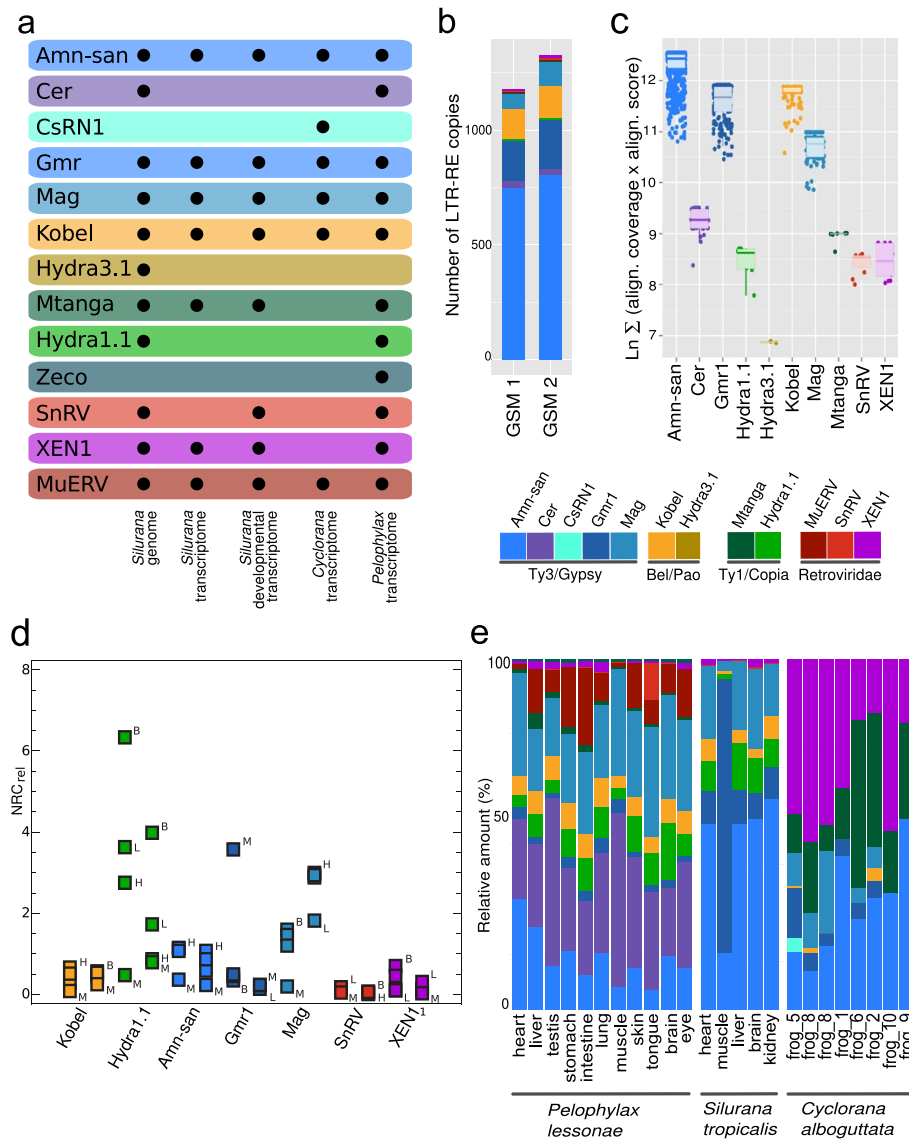 a
Amn-san
Cer
CsRN1
Gmr
Mag
Kobel
Hydra3.1
Mtanga
Hydra1.1
Zeco
SnRV
XEN1
MuERV
Silurana genome
Silurana transcriptome
Silurana developmental transcriptome
Cyclorana transcriptome
Pelophylax transcriptome
b
Number of LTR-RE copies
1000
500
0
GSM 1
GSM 2
c
Ln Σ (align. coverage x align. score)
12
11
10
9
8
7
Amn-san
Cer
Gmr1
Hydra1.1
Hydra3.1
Kobel
Mag
Mtanga
SnRV
XEN1
Amn-san
Cer
CsRN1
Gmr1
Mag
Kobel
Hydra3.1
Mtanga
Hydra1.1
MuERV
SnRV
XEN1
Ty3/Gypsy
Bel/Pao
Ty1/Copia
Retroviridae
d
NRCrel
8
6
4
2
0
H
M
B
M
B
L
H
M
B
L
H
M
H
M
H
M
M
B
M
L
B
M
H
L
L
M
B
H
B
L
L
M
Kobel
Hydra1.1
Amn-san
Gmr1
Mag
SnRV
XEN1
1
e
Relative amount (%)
100
50
0
heart
liver
testis
stomach
intestine
lung
muscle
skin
tongue
brain
eye
heart
muscle
liver
brain
kidney
frog_5
frog_8
frog_8
frog_1
frog_6
frog_2
frog_10
frog_9
Pelophylax lessonae
Silurana tropicalis
Cyclorana alboguttata